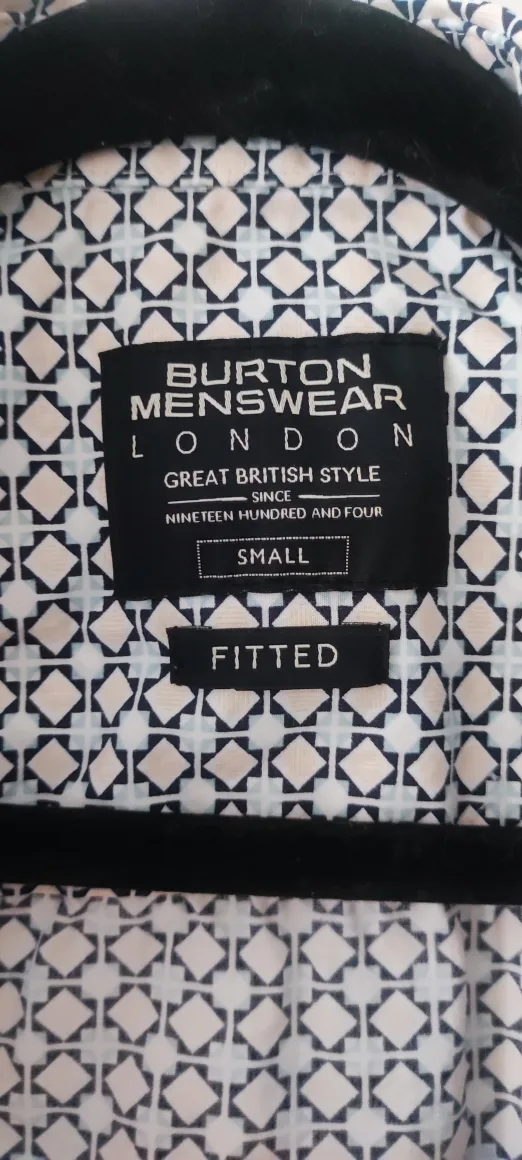 BURTON
MENSWEAR
LONDON
GREAT BRITISH STYLE
SINCE
NINETEEN HUNDRED AND FOUR
SMALL
FITTED